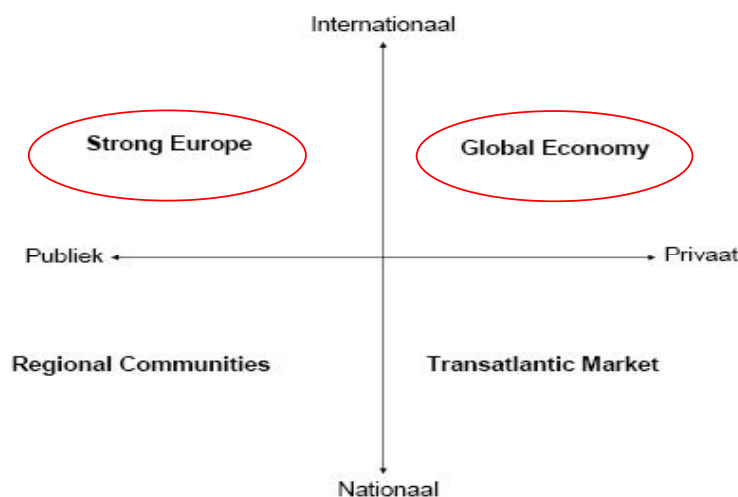 Internationaal
Strong Europe
Global Economy
Publiek
Privaat
Regional Communities
Transatlantic Market
Nationaal